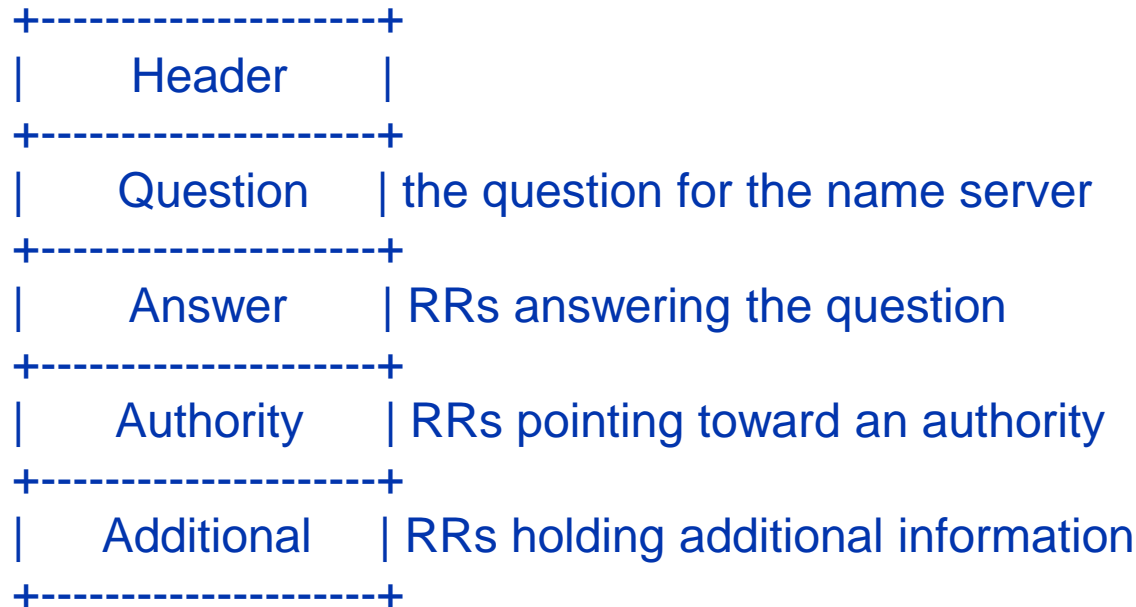 +---------------------+
|        Header       |
+---------------------+
|       Question      | the question for the name server
+---------------------+
|        Answer       | RRs answering the question
+---------------------+
|      Authority      | RRs pointing toward an authority
+---------------------+
|      Additional     | RRs holding additional information
+---------------------+